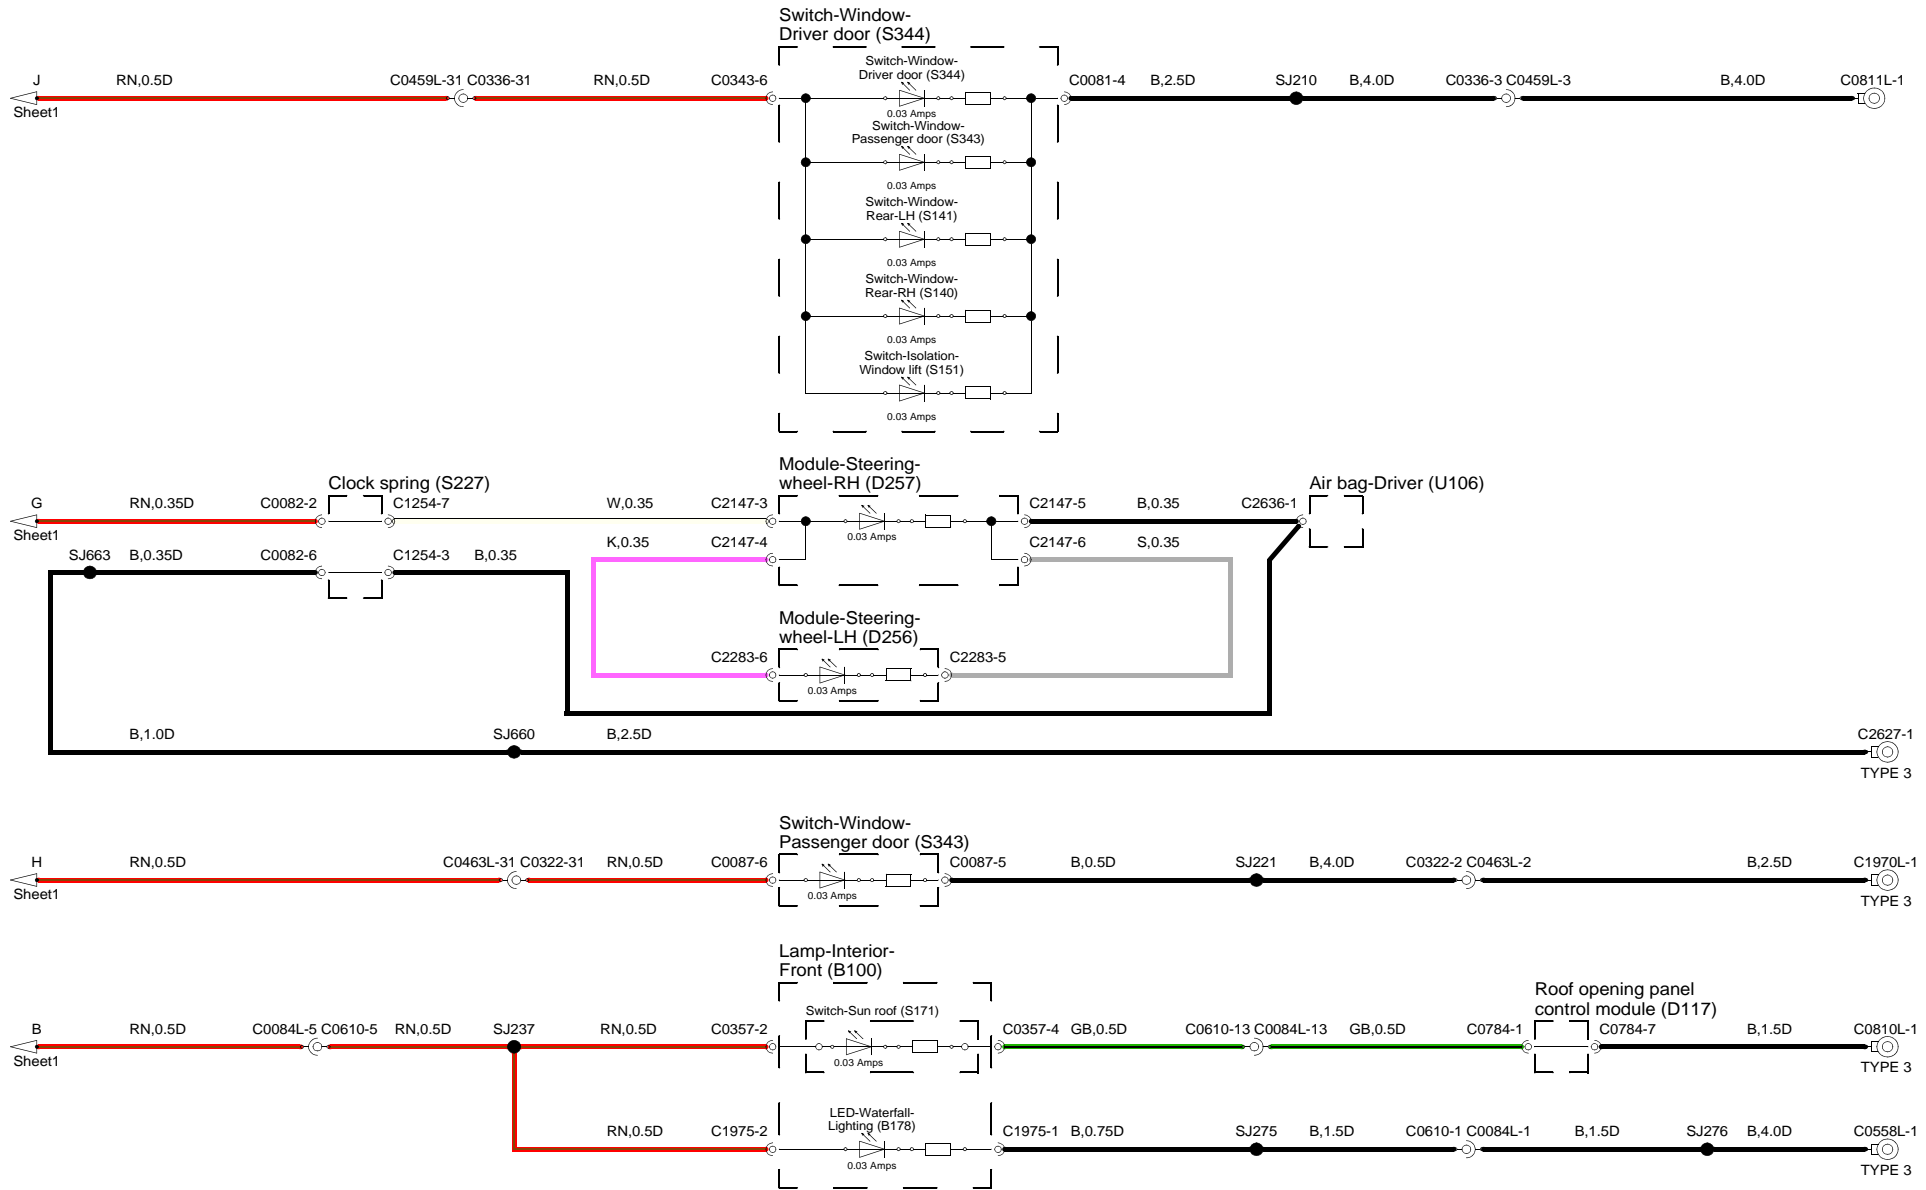 Switch-Window-
Driver door (S344)
J
RN,0.5D
C0459L-31 C0336-31
RN,0.5D
C0343-6
Switch-Window-
Driver door (S344)
0.03 Amps
C0081-4
B,2.5D
SJ210
B,4.0D
C0336-3 C0459L-3
B,4.0D
C0811L-1
Sheet1
Switch-Window-
Passenger door (S343)
0.03 Amps
Switch-Window-
Rear-LH (S141)
0.03 Amps
Switch-Window-
Rear-RH (S140)
0.03 Amps
Switch-Isolation-
Window lift (S151)
0.03 Amps
Module-Steering-
wheel-RH (D257)
Clock spring (S227)
Air bag-Driver (U106)
G
RN,0.35D
C0082-2
C1254-7
W,0.35
C2147-3
C2147-5
B,0.35
C2636-1
Sheet1
0.03 Amps
K,0.35
C2147-4
C2147-6
S,0.35
SJ663
B,0.35D
C0082-6
C1254-3
B,0.35
Module-Steering-
wheel-LH (D256)
C2283-6
C2283-5
0.03 Amps
B,1.0D
SJ660
B,2.5D
C2627-1
TYPE 3
Switch-Window-
Passenger door (S343)
H
RN,0.5D
C0463L-31 C0322-31
RN,0.5D
C0087-6
C0087-5
B,0.5D
SJ221
B,4.0D
C0322-2 C0463L-2
B,2.5D
C1970L-1
Sheet1
0.03 Amps
TYPE 3
Lamp-Interior-
Front (B100)
Switch-Sun roof (S171)
Roof opening panel
control module (D117)
B
RN,0.5D
C0084L-5 C0610-5
RN,0.5D
SJ237
RN,0.5D
C0357-2
C0357-4
GB,0.5D
C0610-13 C0084L-13
GB,0.5D
C0784-1
C0784-7
B,1.5D
C0810L-1
Sheet1
0.03 Amps
TYPE 3
LED-Waterfall-
Lighting (B178)
RN,0.5D
C1975-2
C1975-1
B,0.75D
SJ275
B,1.5D
C0610-1 C0084L-1
B,1.5D
SJ276
B,4.0D
C0558L-1
0.03 Amps
TYPE 3